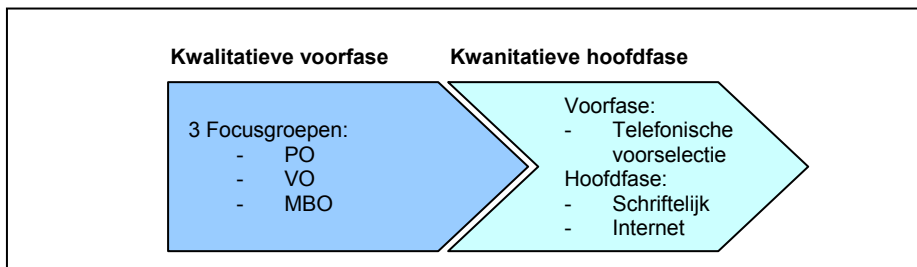 Kwalitatieve voorfase
3 Focusgroepen:
- PO
- VO
- MBO
Kwanitatieve hoofdfase
Voorfase:
- Telefonische
voorselectie
Hoofdfase:
- Schriftelijk
- Internet